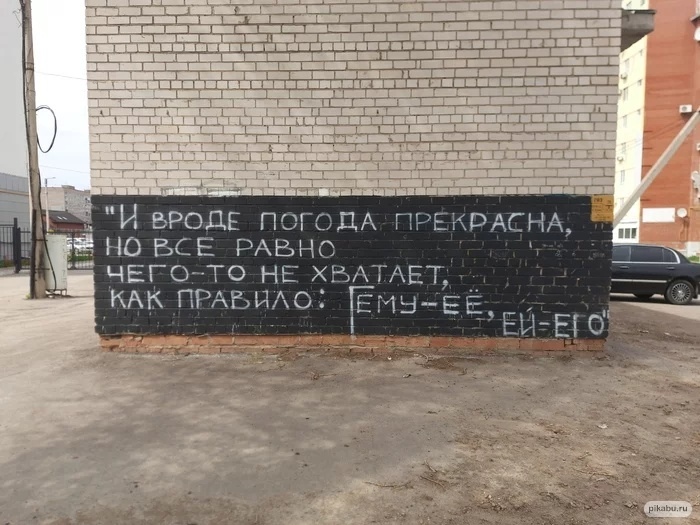 "И ВРОДЕ ПОГОДА ПРЕКРАСНА,
НО ВСЕ РАВНО
ЧЕГО-ТО НЕ ХВАТАЕТ,
КАК ПРАВИЛО: ЕМУ-ЕЁ,
ЕЙ-ЕГО"
pikabu.ru